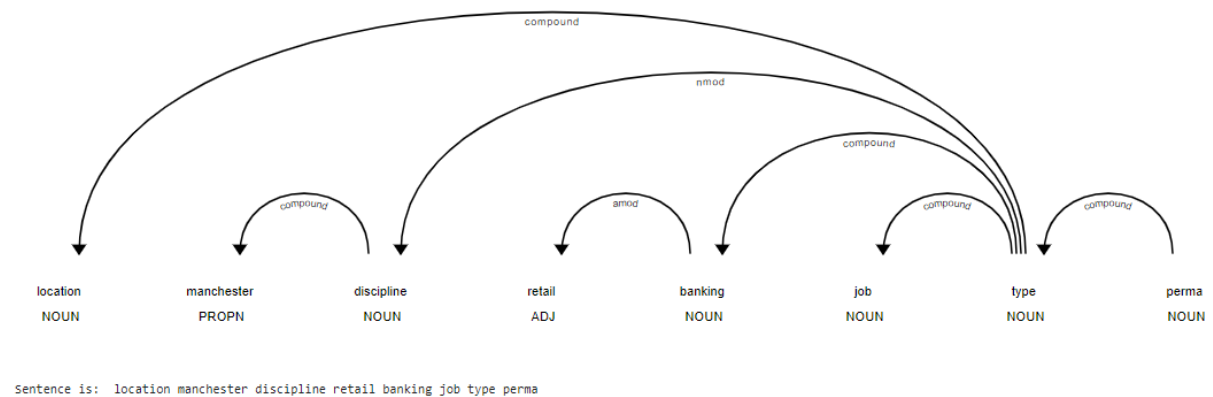 compound
nmod
compound
compound amod compound compound
location manchester discipline retail banking job type perma
NOUN PROPN NOUN ADJ NOUN NOUN NOUN NOUN
Sentence is: location manchester discipline retail banking job type perma